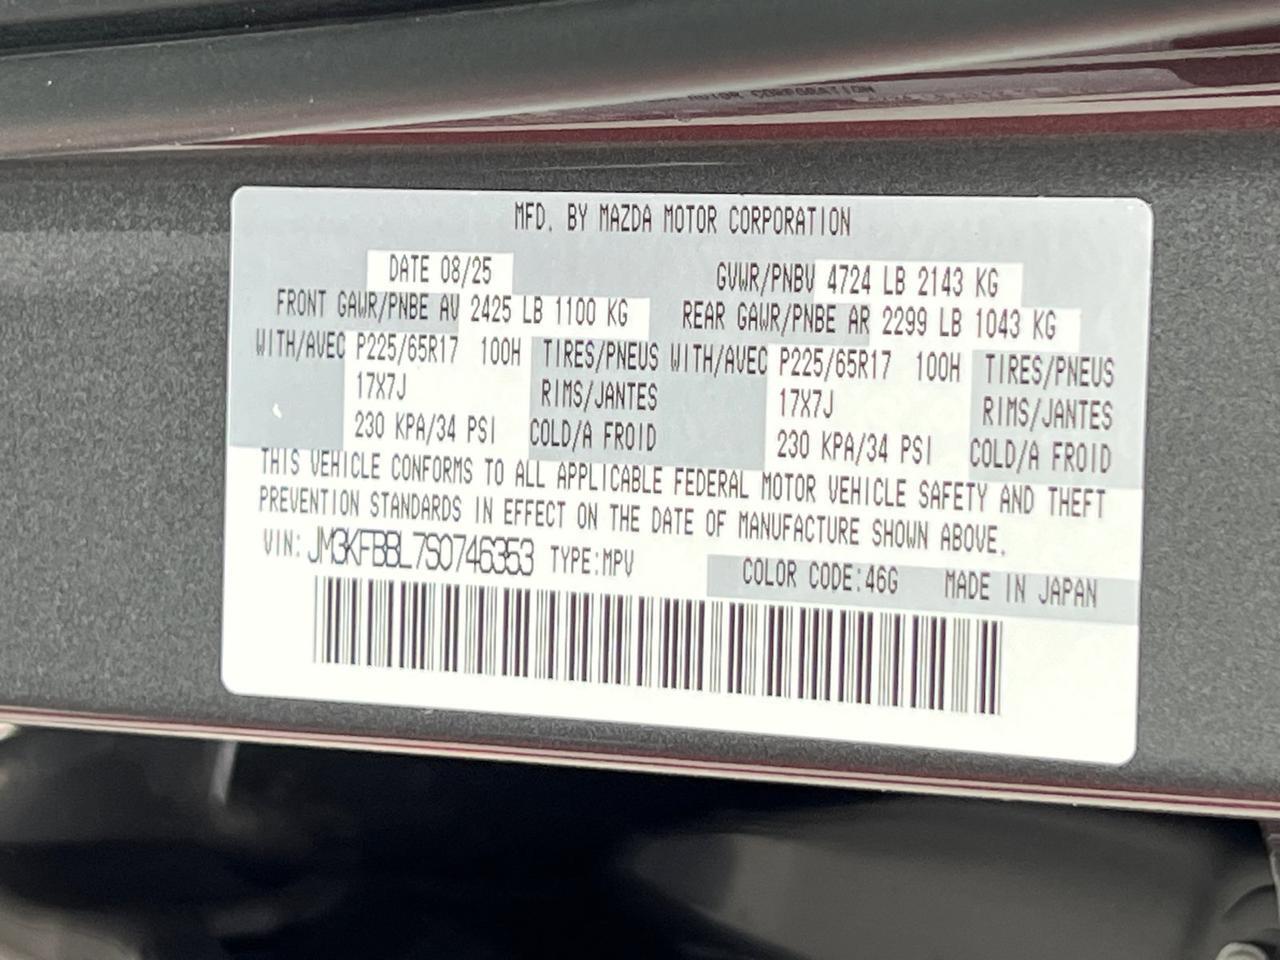 MFD. BY MAZDA MOTOR CORPORATION
DATE 08/25 GVWR/PNBV 4724 LB 2143 KG
FRONT GAWR/PNBE AV 2425 LB 1100 KG REAR GAWR/PNBE AR 2299 LB 1043 KG
WITH/AVEC P225/65R17 100H TIRES/PNEUS WITH/AVEC P225/65R17 100H TIRES/PNEUS
17X7J RIMS/JANTES 17X7J RIMS/JANTES
230 KPA/34 PSI COLD/A FROID 230 KPA/34 PSI COLD/A FROID
THIS VEHICLE CONFORMS TO ALL APPLICABLE FEDERAL MOTOR VEHICLE SAFETY AND THEFT
PREVENTION STANDARDS IN EFFECT ON THE DATE OF MANUFACTURE SHOWN ABOVE.
VIN: JM3KFBBL7S0746353 TYPE:MPV COLOR CODE:46G MADE IN JAPAN